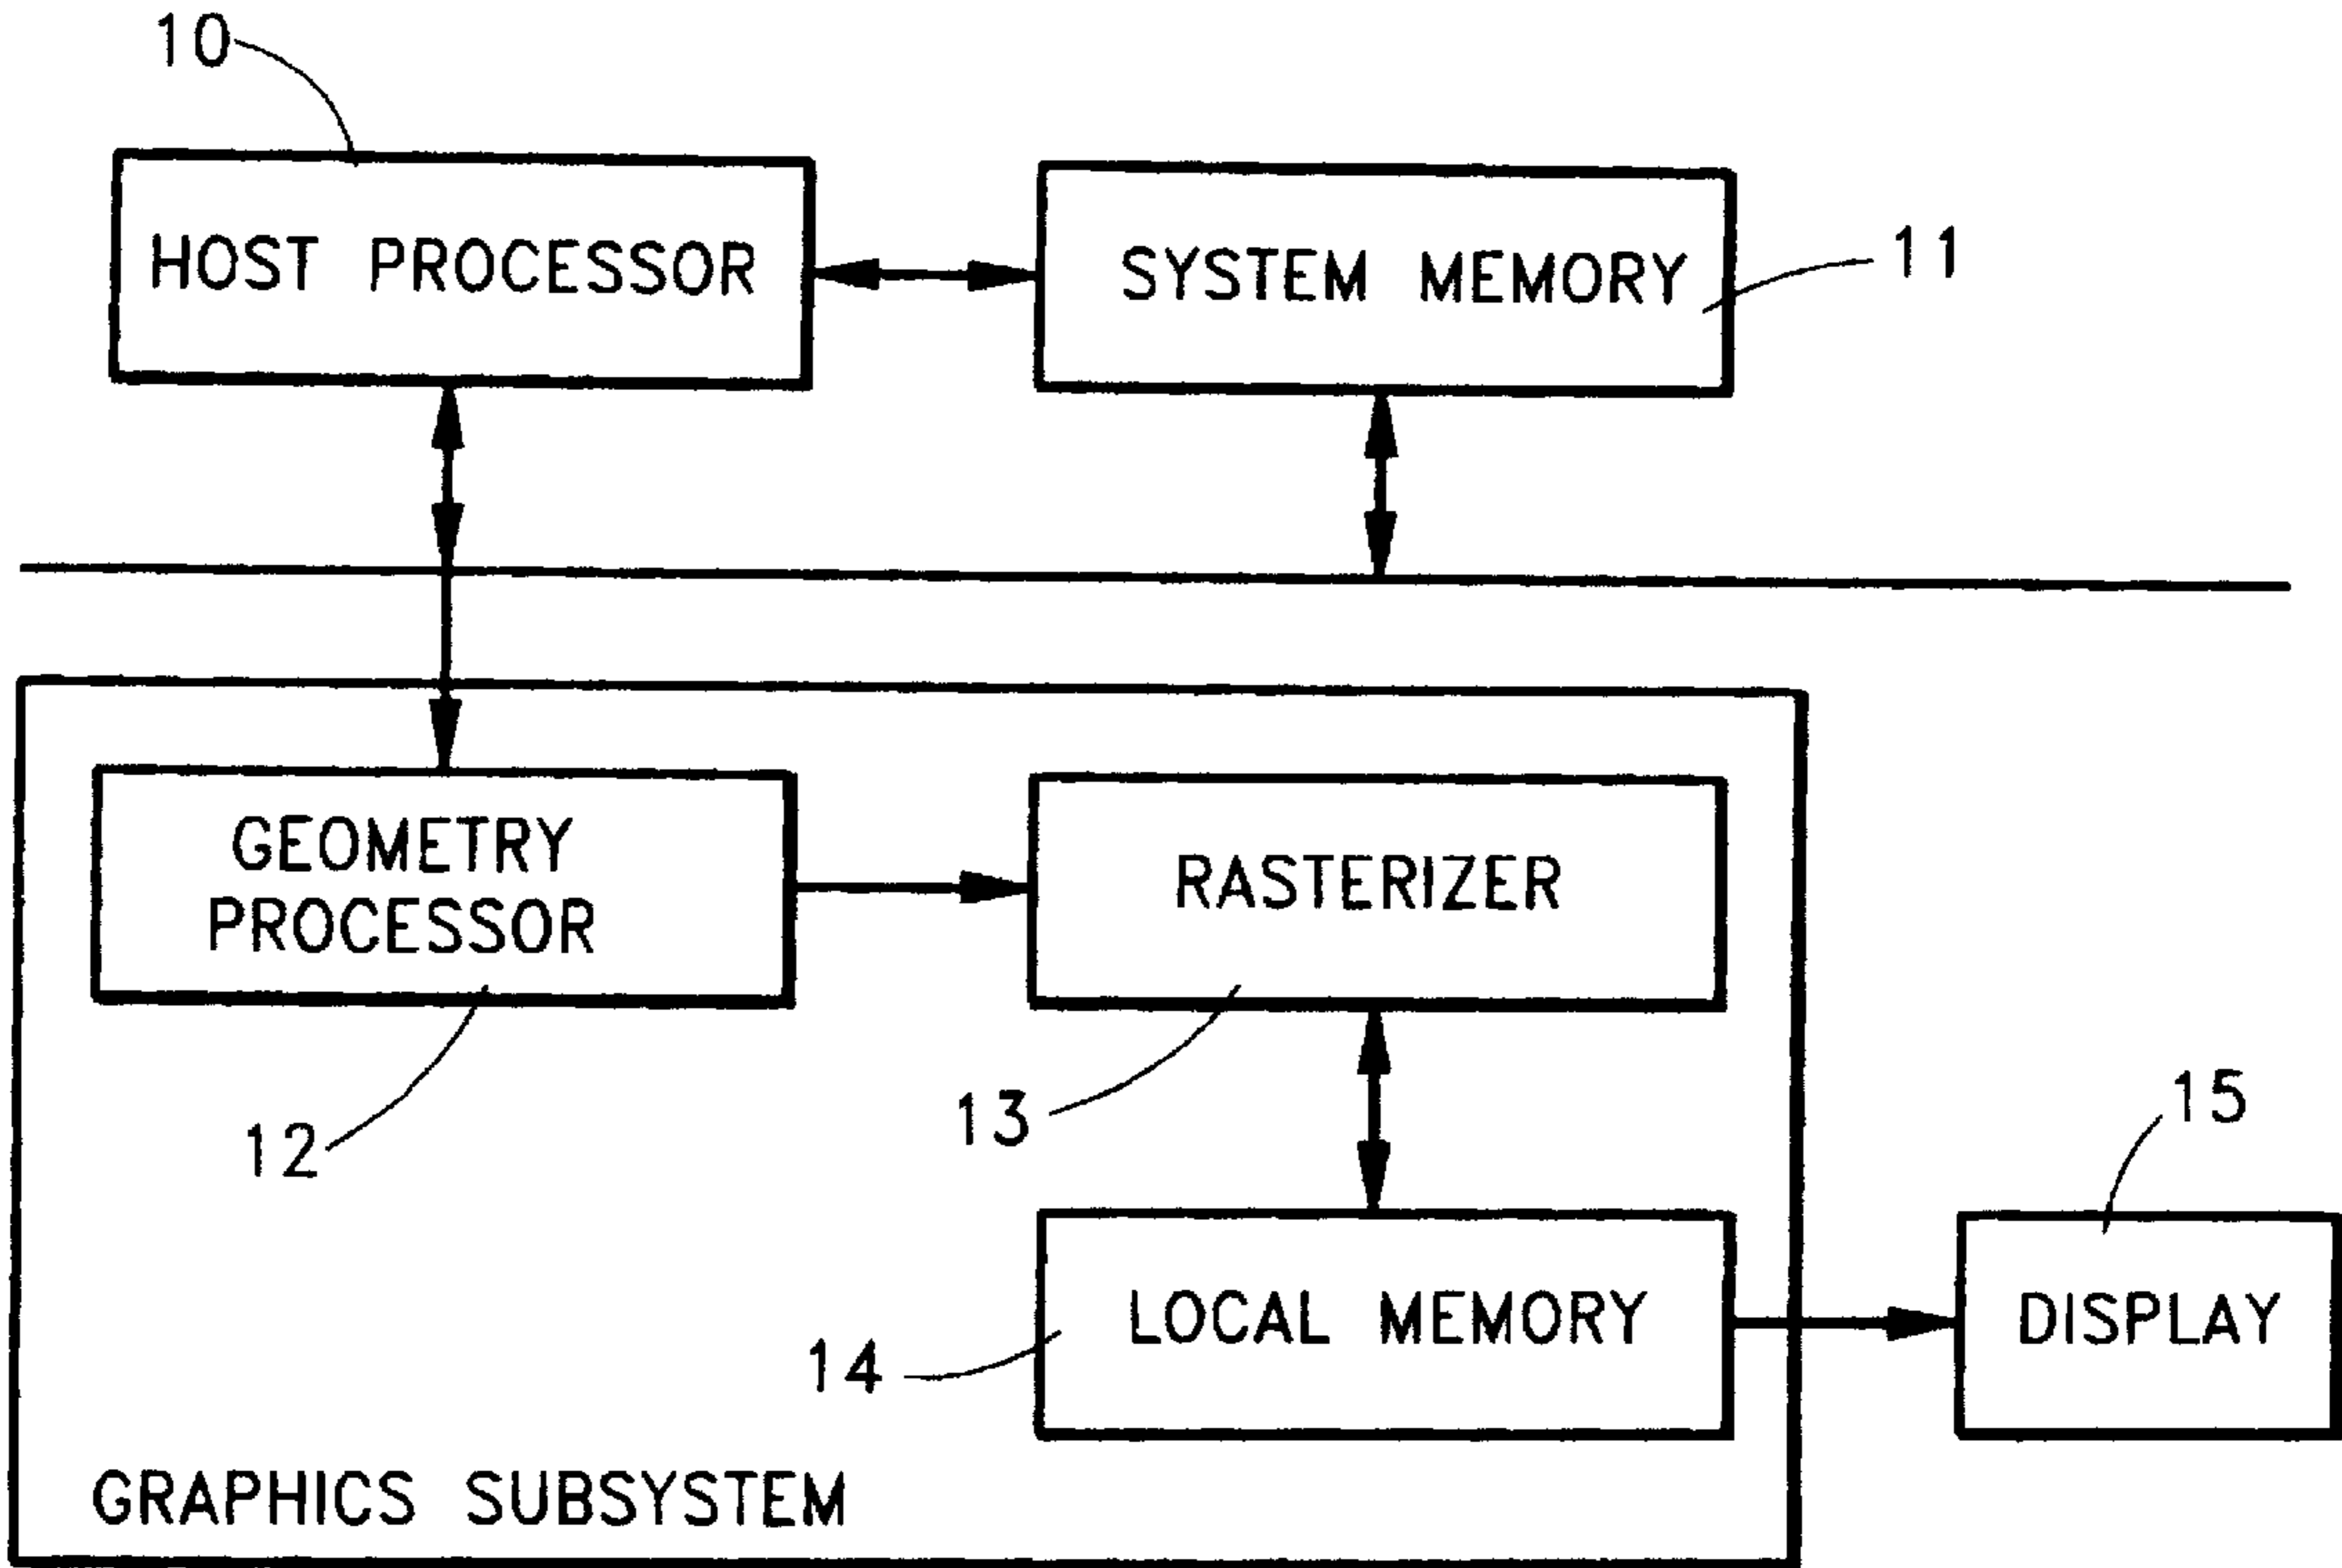 10
HOST PROCESSOR
SYSTEM MEMORY
11
GEOMETRY
PROCESSOR
RASTERIZER
12
13
15
14
LOCAL MEMORY
DISPLAY
GRAPHICS SUBSYSTEM